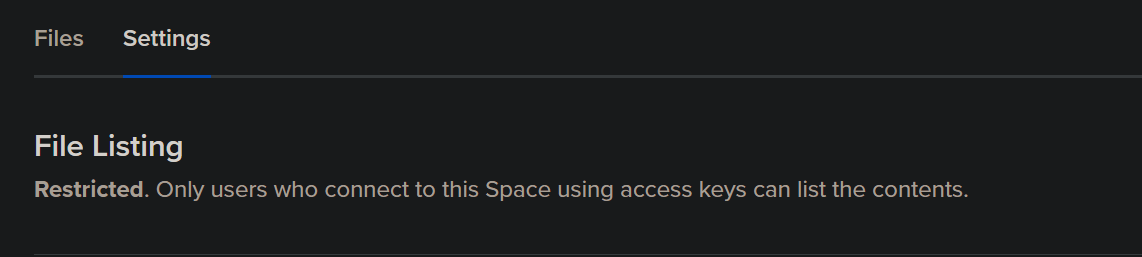 Files Settings
File Listing
Restricted. Only users who connect to this Space using access keys can list the contents.